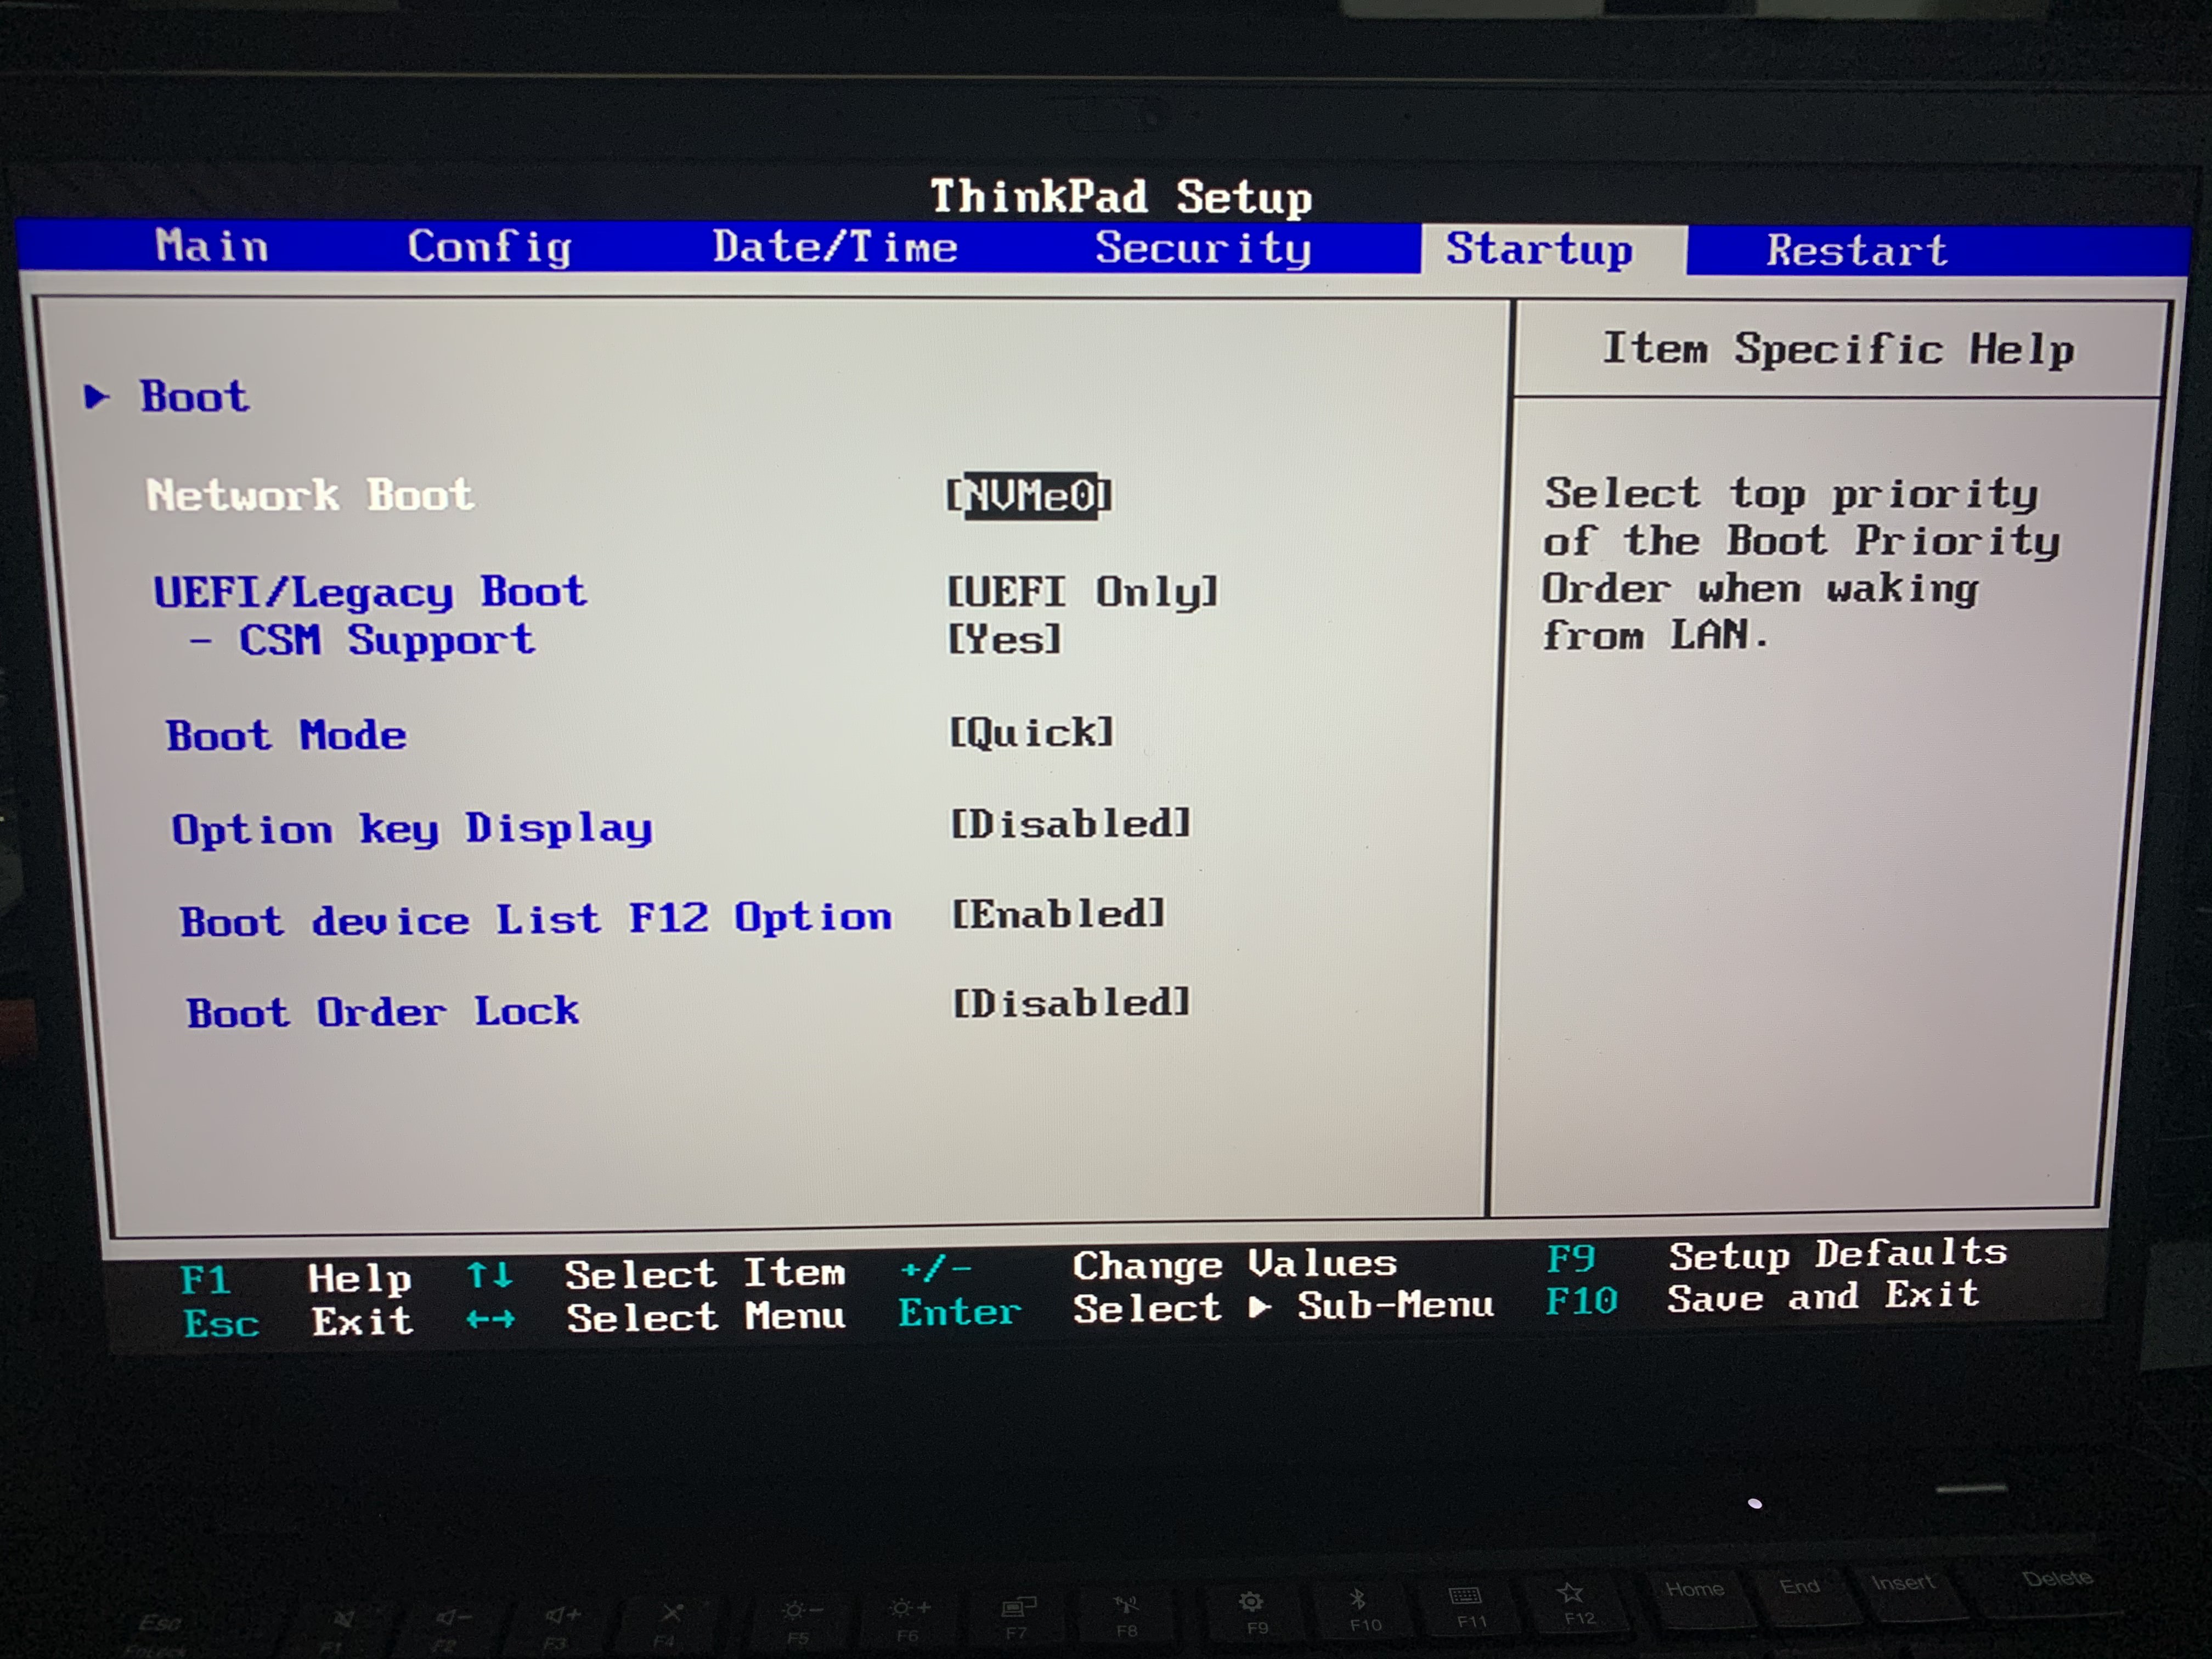 ThinkPad Setup
Main Config Date/Time Security Startup Restart
Item Specific Help
▶ Boot
Network Boot [NVMe0]
UEFI/Legacy Boot [UEFI Only]
- CSM Support [Yes]
Boot Mode [Quick]
Option key Display [Disabled]
Boot device List F12 Option [Enabled]
Boot Order Lock [Disabled]
Select top priority
of the Boot Priority
Order when waking
from LAN.
F1 Help ↑↓ Select Item +/- Change Values F9 Setup Defaults
Esc Exit ←→ Select Menu Enter Select ▶ Sub-Menu F10 Save and Exit
Esc Home End Insert Delete
FnLock F1 F2 F3 F4 F5 F6 F7 F8 F9 F10 F11 F12